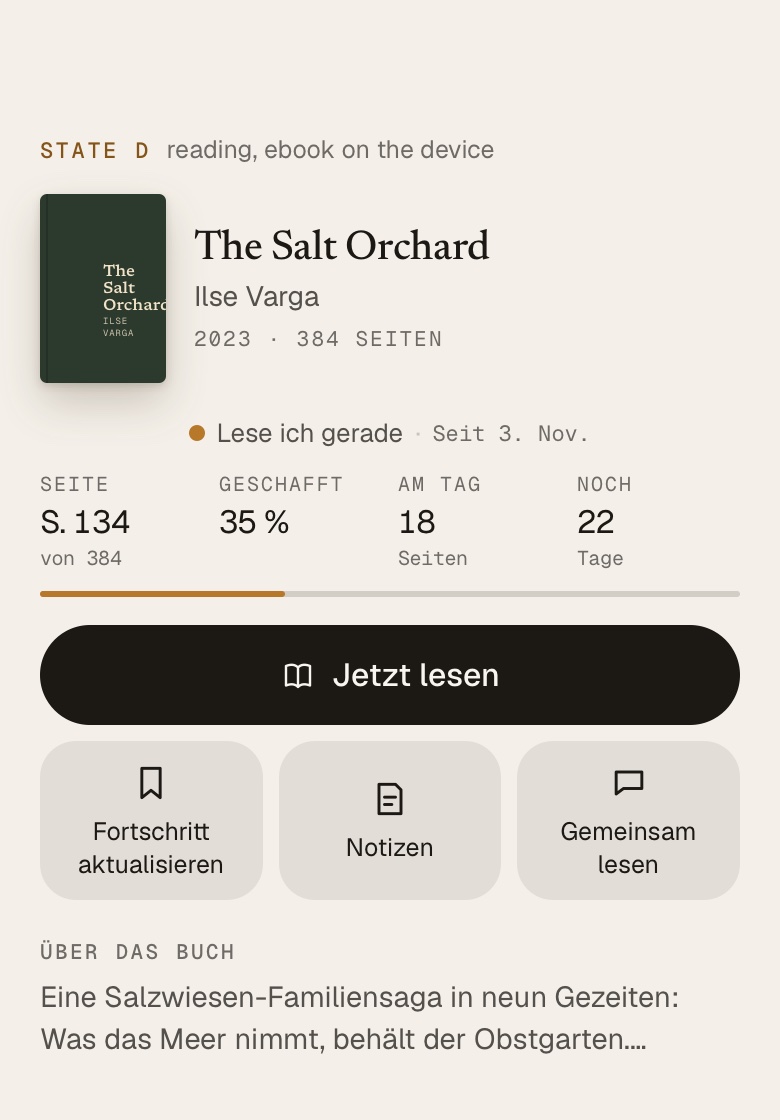 STATE D reading, ebook on the device
The
Salt
Orchard
ILSE
VARGA
The Salt Orchard
Ilse Varga
2023 · 384 SEITEN
Lese ich gerade · Seit 3. Nov.
SEITE GESCHAFFT AM TAG NOCH
S. 134 35 % 18 22
von 384 Seiten Tage
Jetzt lesen
Fortschritt
aktualisieren
Notizen
Gemeinsam
lesen
ÜBER DAS BUCH
Eine Salzwiesen-Familiensaga in neun Gezeiten:
Was das Meer nimmt, behält der Obstgarten.…